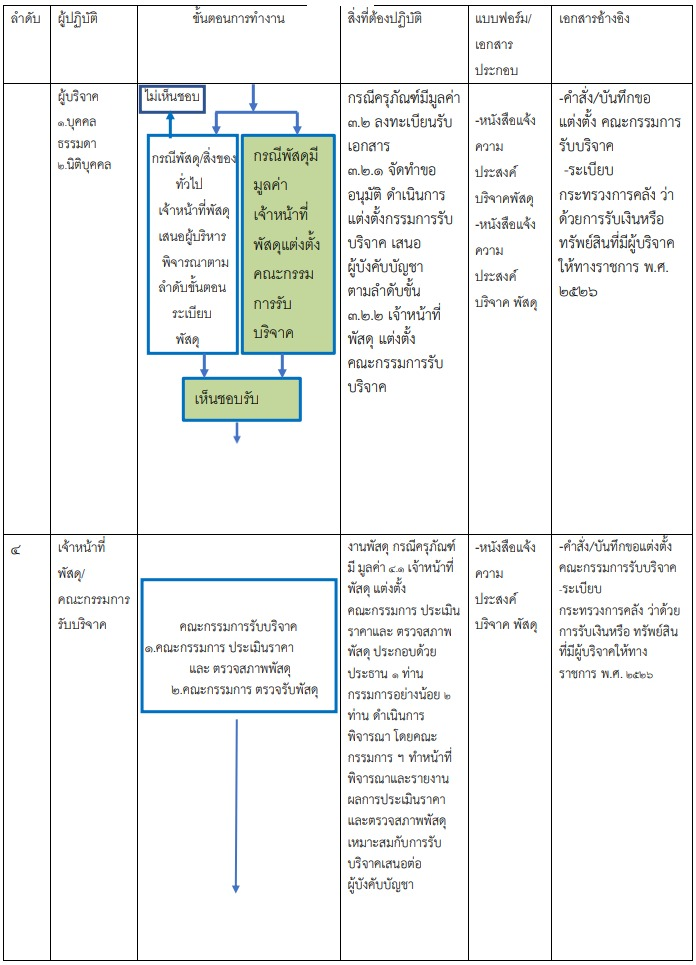 ลำดับ
ผู้ปฏิบัติ
ขั้นตอนการทำงาน
สิ่งที่ต้องปฏิบัติ
แบบฟอร์ม/
เอกสาร
ประกอบ
เอกสารอ้างอิง
ผู้บริจาค
๑.บุคคล
ธรรมดา
๒.นิติบุคคล
ไม่เห็นชอบ
กรณีพัสดุ/สิ่งของ
ทั่วไป
เจ้าหน้าที่พัสดุ
เสนอผู้บริหาร
พิจารณาตาม
ลำดับขั้นตอน
ระเบียบ
พัสดุ
กรณีพัสดุมี
มูลค่า
เจ้าหน้าที่
พัสดุแต่งตั้ง
คณะกรรม
การรับ
บริจาค
เห็นชอบรับ
กรณีครุภัณฑ์มีมูลค่า
๓.๒ ลงทะเบียนรับ
เอกสาร
๓.๒.๑ จัดทำขอ
อนุมัติ ดำเนินการ
แต่งตั้งกรรมการรับ
บริจาค เสนอ
ผู้บังคับบัญชา
ตามลำดับขั้น
๓.๒.๒ เจ้าหน้าที่
พัสดุ แต่งตั้ง
คณะกรรมการรับ
บริจาค
-หนังสือแจ้ง
ความ
ประสงค์
บริจาคพัสดุ
-หนังสือแจ้ง
ความ
ประสงค์
บริจาค พัสดุ
-คำสั่ง/บันทึกขอ
แต่งตั้ง คณะกรรมการ
รับบริจาค
-ระเบียบ
กระทรวงการคลัง ว่า
ด้วยการรับเงินหรือ
ทรัพย์สินที่มีผู้บริจาค
ให้ทางราชการ พ.ศ.
๒๕๒๖
๔
เจ้าหน้าที่
พัสดุ/
คณะกรรมการ
รับบริจาค
คณะกรรมการรับบริจาค
๑.คณะกรรมการ ประเมินราคา
และ ตรวจสภาพพัสดุ
๒.คณะกรรมการ ตรวจรับพัสดุ
งานพัสดุ กรณีครุภัณฑ์
มี มูลค่า ๔.๑ เจ้าหน้าที่
พัสดุ แต่งตั้ง
คณะกรรมการ ประเมิน
ราคาและ ตรวจสภาพ
พัสดุ ประกอบด้วย
ประธาน ๑ ท่าน
กรรมการอย่างน้อย ๒
ท่าน ดำเนินการ
พิจารณา โดยคณะ
กรรมการ ฯ ทำหน้าที่
พิจารณาและรายงาน
ผลการประเมินราคา
และตรวจสภาพพัสดุ
เหมาะสมกับการรับ
บริจาคเสนอต่อ
ผู้บังคับบัญชา
-หนังสือแจ้ง
ความ
ประสงค์
บริจาค พัสดุ
-คำสั่ง/บันทึกขอแต่งตั้ง
คณะกรรมการรับบริจาค
-ระเบียบ
กระทรวงการคลัง ว่าด้วย
การรับเงินหรือ ทรัพย์สิน
ที่มีผู้บริจาคให้ทาง
ราชการ พ.ศ. ๒๕๒๖